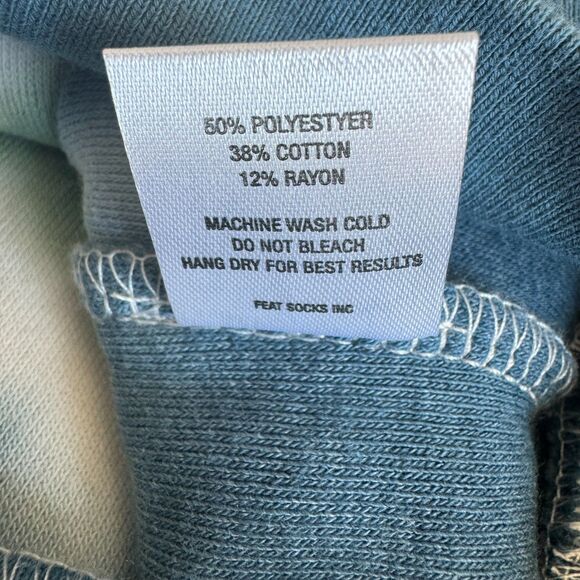 50% POLYESTYER
38% COTTON
12% RAYON
MACHINE WASH COLD
DO NOT BLEACH
HANG DRY FOR BEST RESULTS
FEAT SOCKS INC